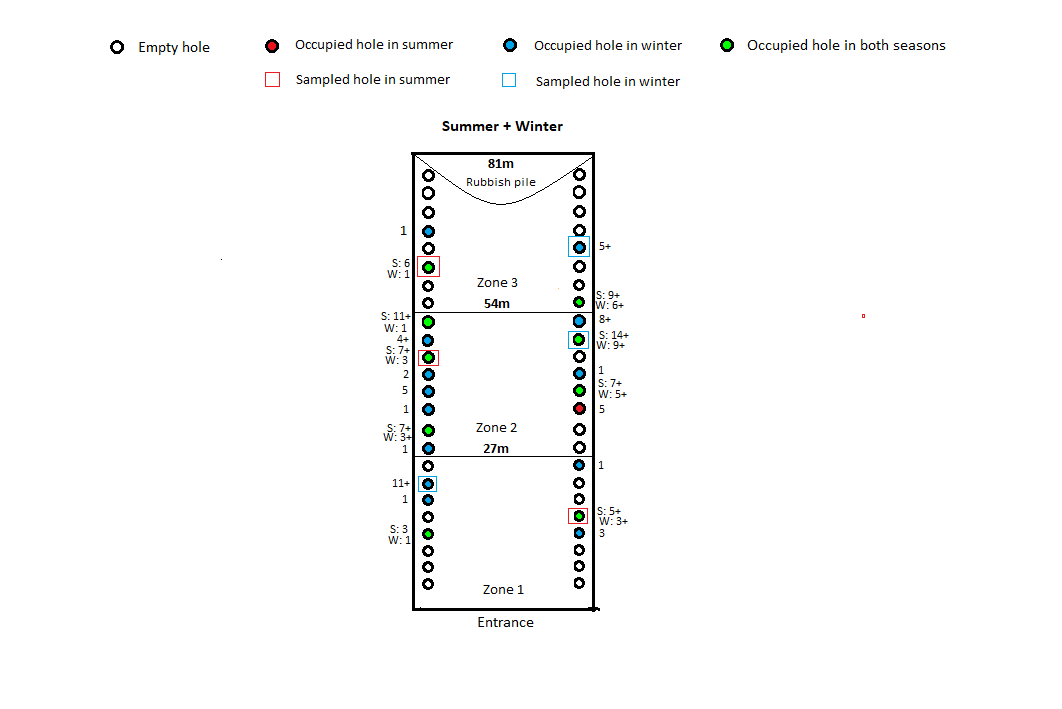 Empty hole
Occupied hole in summer
Occupied hole in winter
Occupied hole in both seasons
Sampled hole in summer
Sampled hole in winter
Summer + Winter
81m
Rubbish pile
1
5+
S: 6
W: 1
Zone 3
54m
S: 9+
W: 6+
S: 11+
W: 1
8+
4+
S: 14+
W: 9+
S: 7+
W: 3
2
1
5
S: 7+
W: 5+
1
5
S: 7+
W: 3+
Zone 2
1
27m
1
11+
1
S: 5+
W: 3+
S: 3
W: 1
3
Zone 1
Entrance